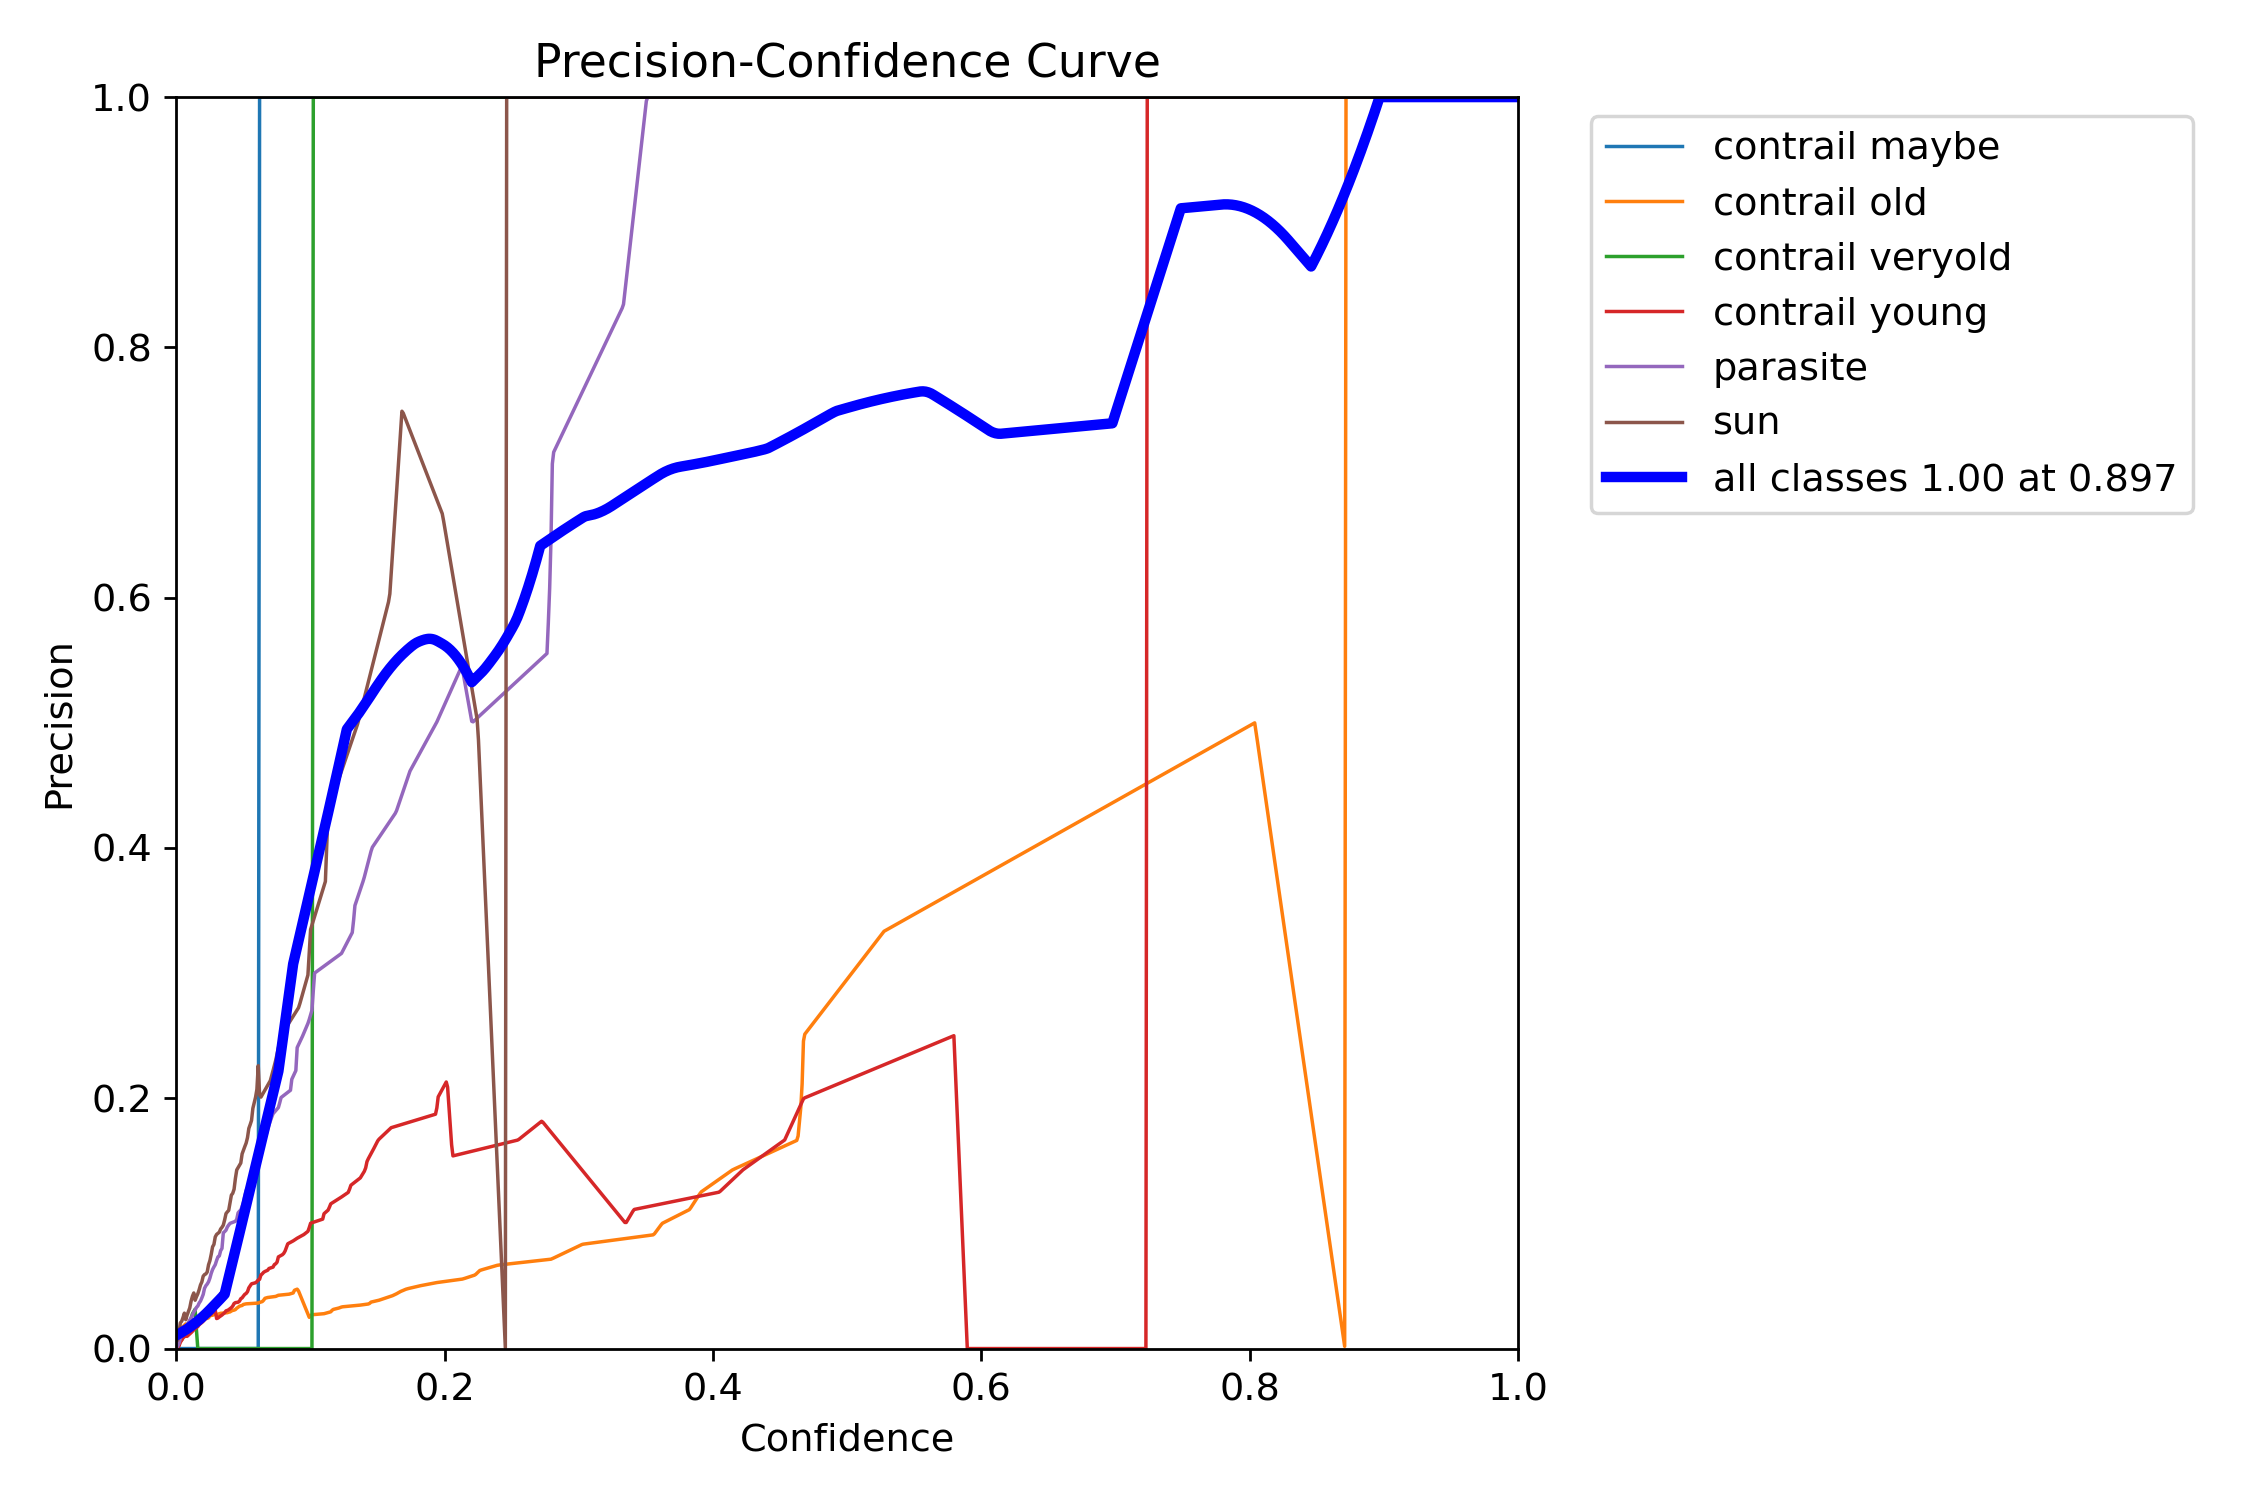 Precision-Confidence Curve
1.0
0.8
0.6
0.4
0.2
0.0
Precision
0.0 0.2 0.4 0.6 0.8 1.0
Confidence
contrail maybe
contrail old
contrail veryold
contrail young
parasite
sun
all classes 1.00 at 0.897